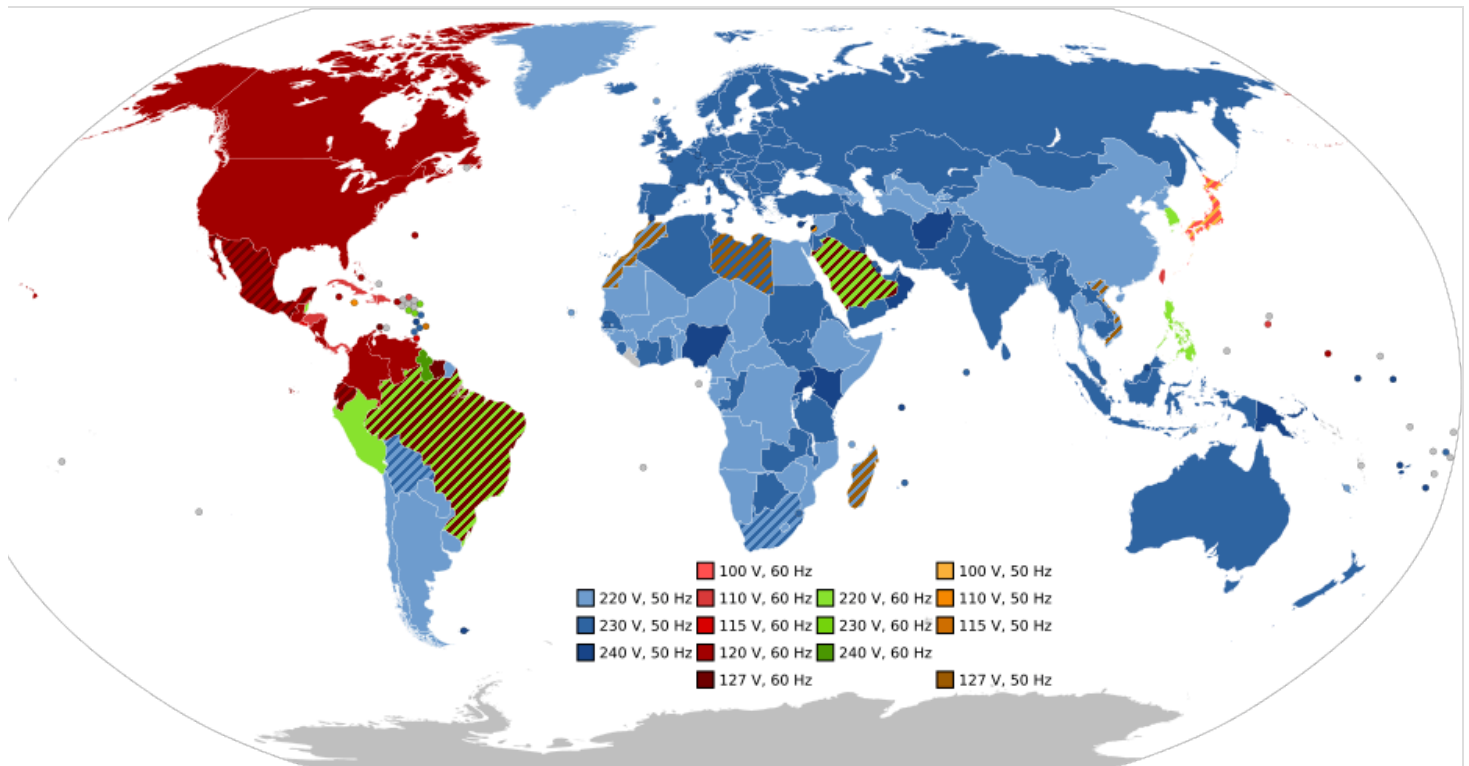 100 V, 60 Hz 100 V, 50 Hz
220 V, 50 Hz 110 V, 60 Hz 220 V, 60 Hz 110 V, 50 Hz
230 V, 50 Hz 115 V, 60 Hz 230 V, 60 Hz 115 V, 50 Hz
240 V, 50 Hz 120 V, 60 Hz 240 V, 60 Hz
127 V, 60 Hz 127 V, 50 Hz